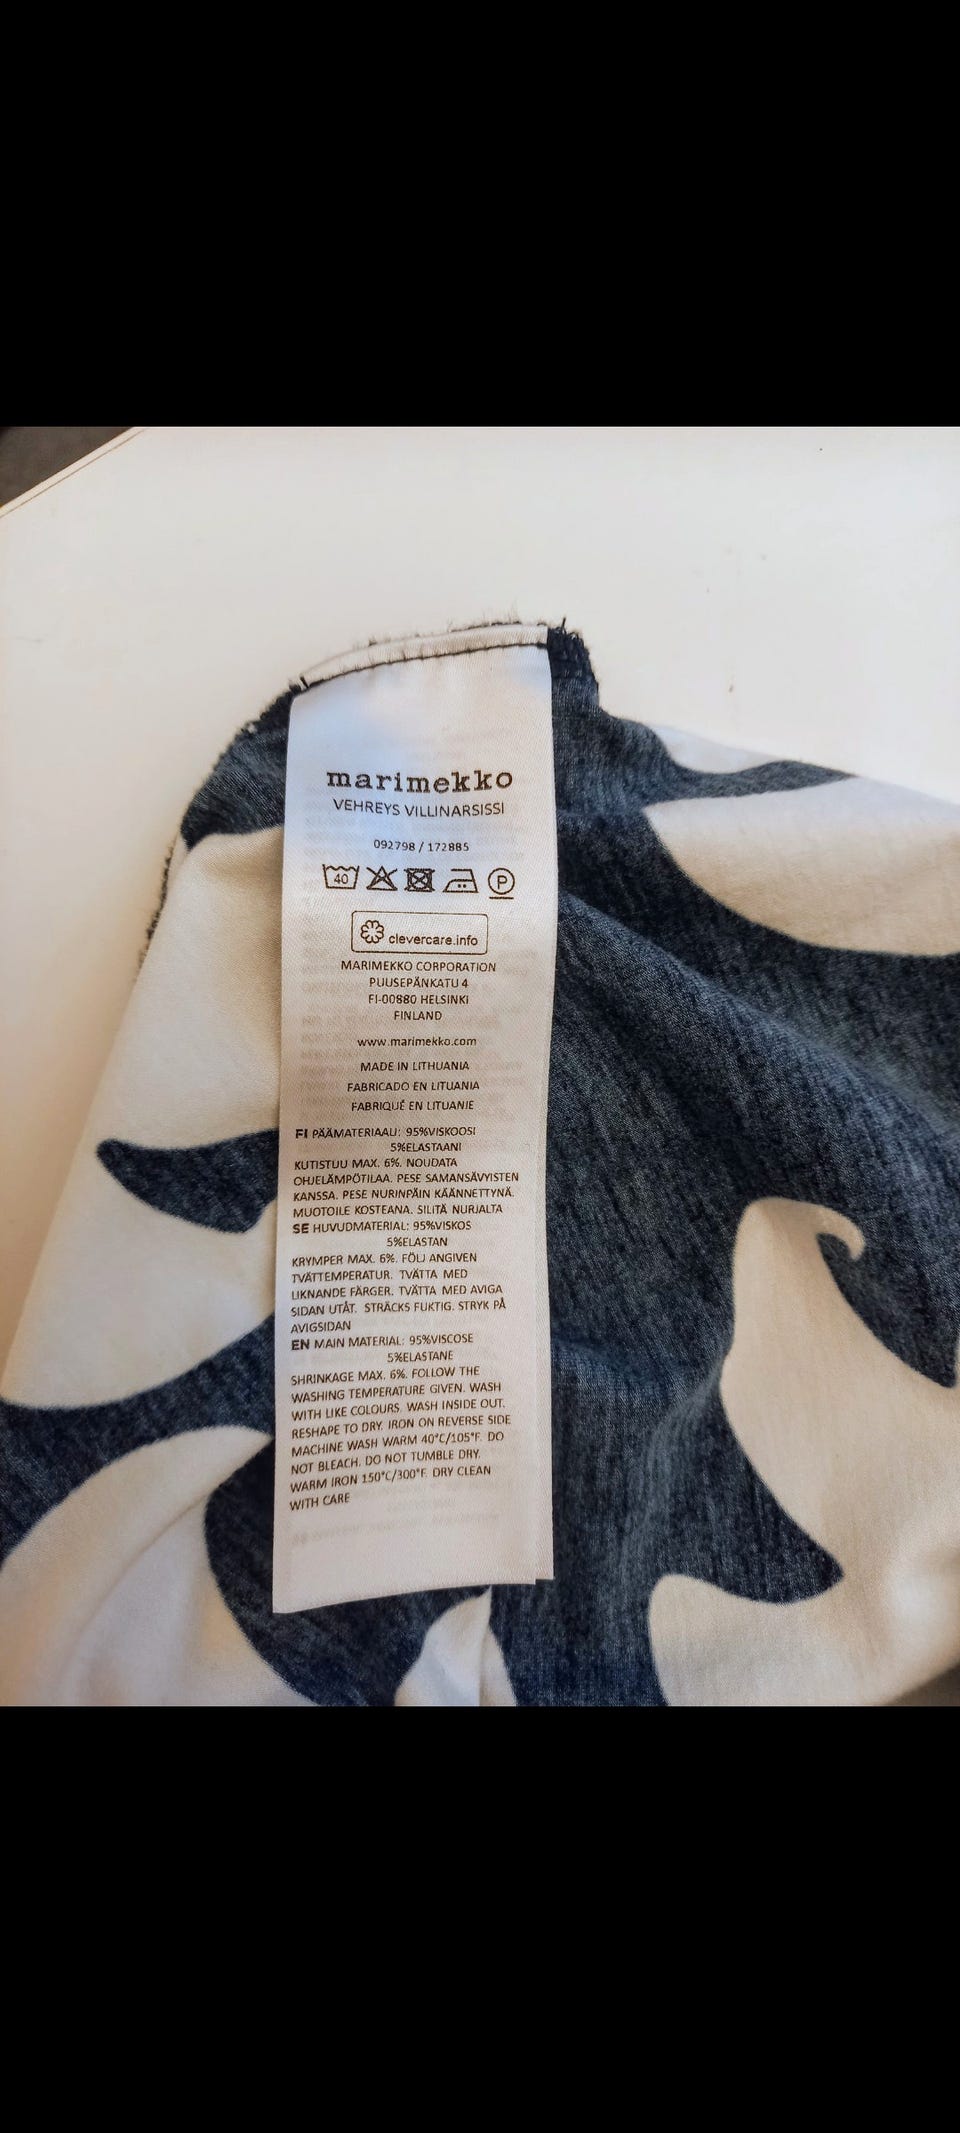 marimekko
VEHREYS VILLINARSISSI
092798 / 172885
40 P
clevercare.info
MARIMEKKO CORPORATION
PUUSEPÄNKATU 4
FI-00880 HELSINKI
FINLAND
www.marimekko.com
MADE IN LITHUANIA
FABRICADO EN LITUANIA
FABRIQUÉ EN LITUANIE
FI PÄÄMATERIAALI: 95%VISKOOSI
5%ELASTAANI
KUTISTUU MAX. 6%. NOUDATA
OHJELÄMPÖTILAA. PESE SAMANSÄVYISTEN
KANSSA. PESE NURINPÄIN KÄÄNNETTYNÄ.
MUOTOILE KOSTEANA. SILITÄ NURJALTA
SE HUVUDMATERIAL: 95%VISKOS
5%ELASTAN
KRYMPER MAX. 6%. FÖLJ ANGIVEN
TVÄTTEMPERATUR. TVÄTTA MED
LIKNANDE FÄRGER. TVÄTTA MED AVIGA
SIDAN UTÅT. STRÄCKS FUKTIG. STRYK PÅ
AVIGSIDAN
EN MAIN MATERIAL: 95%VISCOSE
5%ELASTANE
SHRINKAGE MAX. 6%. FOLLOW THE
WASHING TEMPERATURE GIVEN. WASH
WITH LIKE COLOURS. WASH INSIDE OUT.
RESHAPE TO DRY. IRON ON REVERSE SIDE
MACHINE WASH WARM 40°C/105°F. DO
NOT BLEACH. DO NOT TUMBLE DRY.
WARM IRON 150°C/300°F. DRY CLEAN
WITH CARE